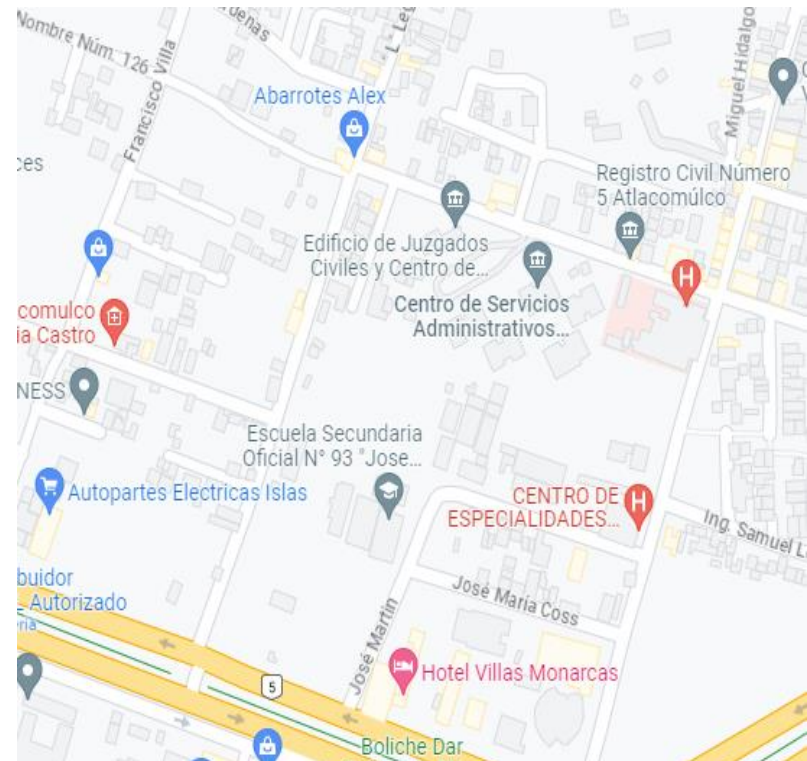 Nombre Núm. 126
Francisco Villa
Miguel Hidalgo
Abarrotes Alex
Registro Civil Número
5 Atlacomúlco
Edificio de Juzgados
Civiles y Centro de...
Centro de Servicios
Administrativos...
H
comulco
ia Castro
NESS
Escuela Secundaria
Oficial N° 93 "Jose...
Autopartes Electricas Islas
CENTRO DE
ESPECIALIDADES...
H
Ing. Samuel L
buidor
Autorizado
José María Coss
José Martin
Hotel Villas Monarcas
5
Boliche Dar